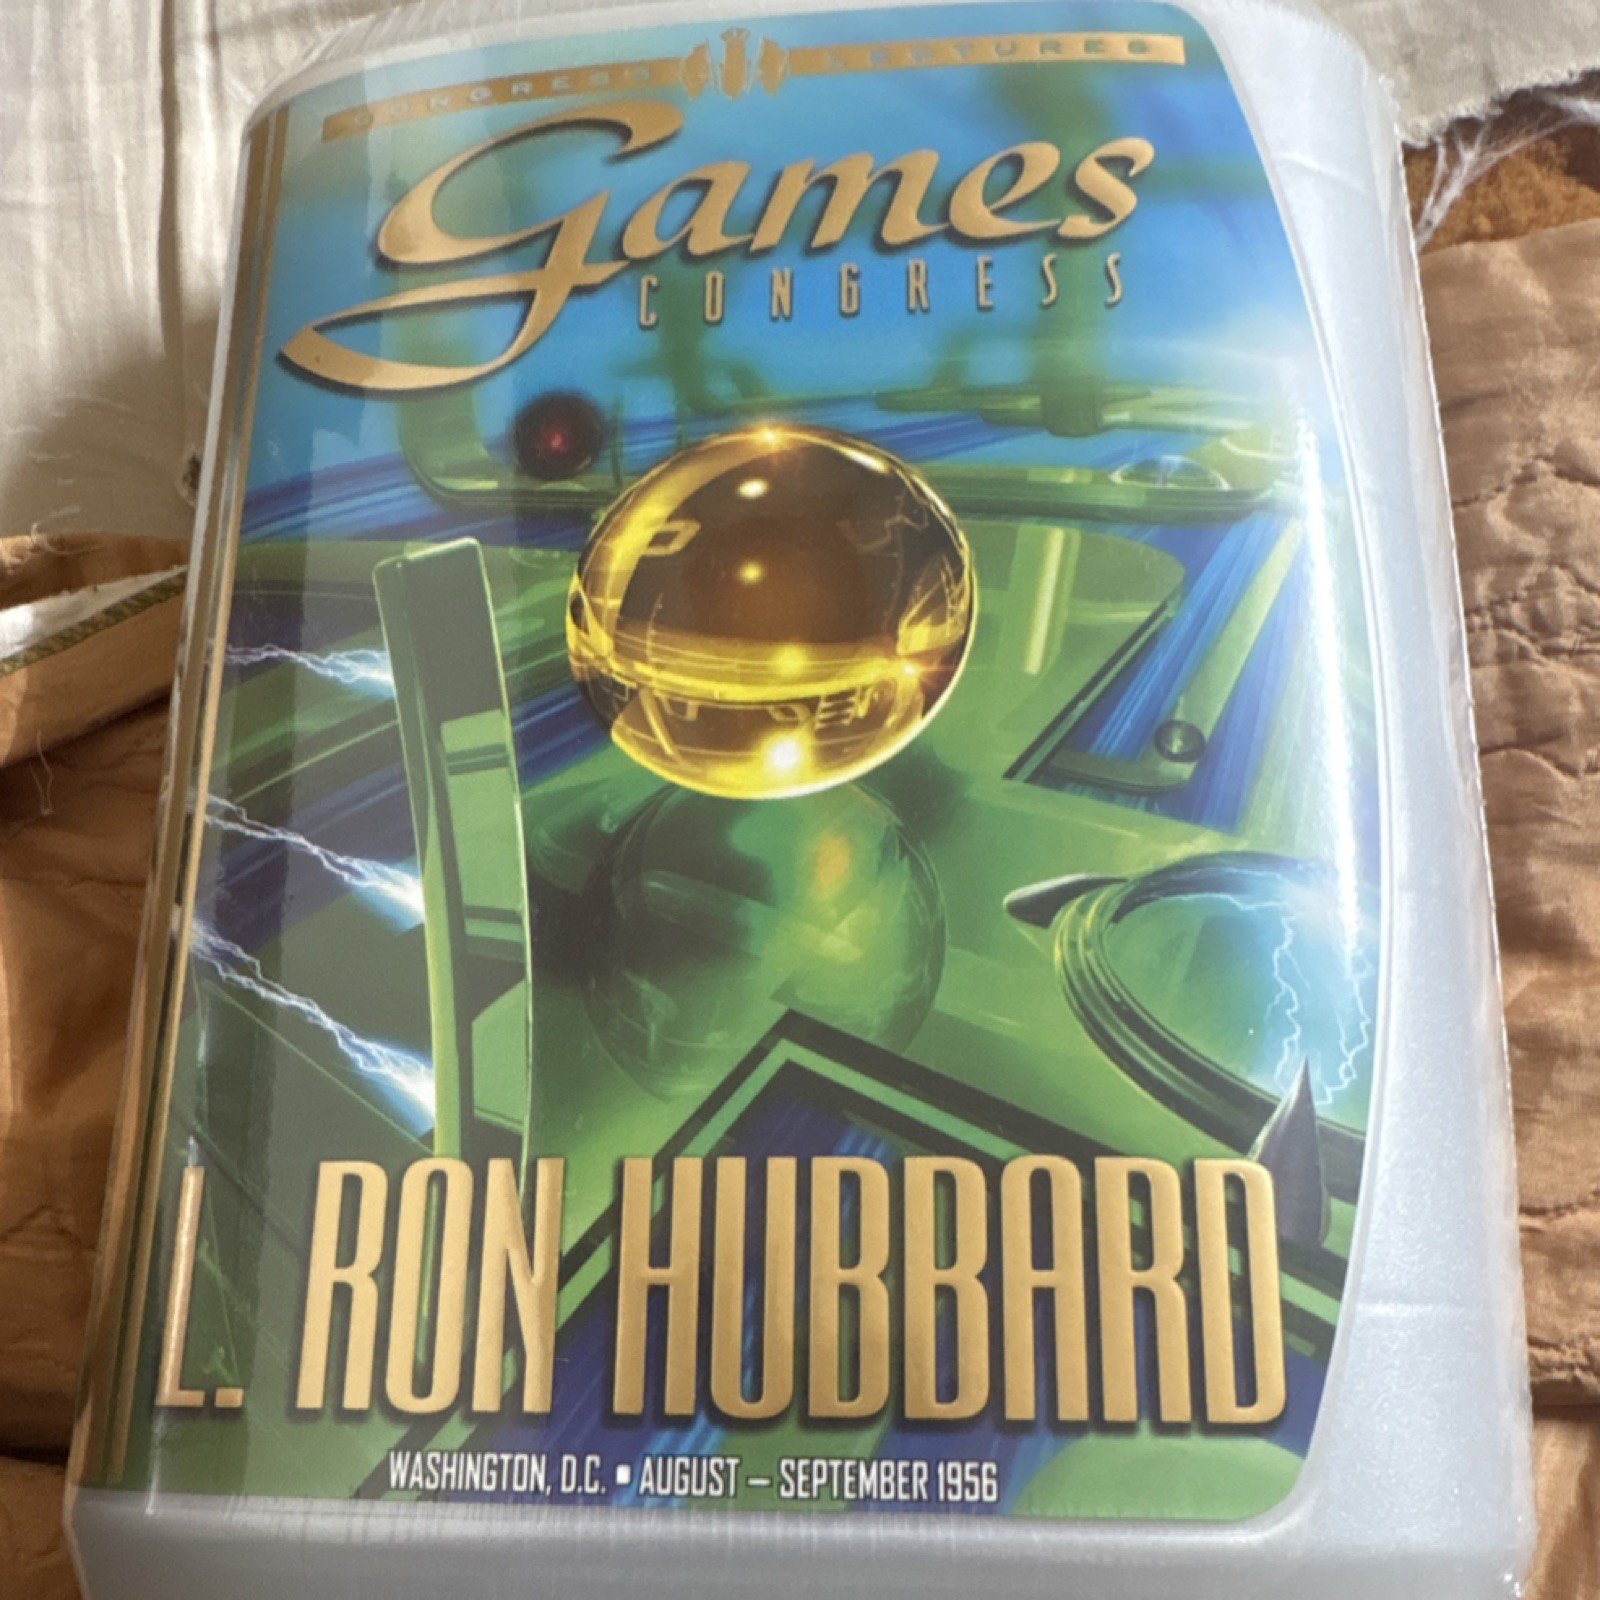 CONGRESS LECTURES
Games
CONGRESS
L. RON HUBBARD
WASHINGTON, D.C. ▪ AUGUST – SEPTEMBER 1956